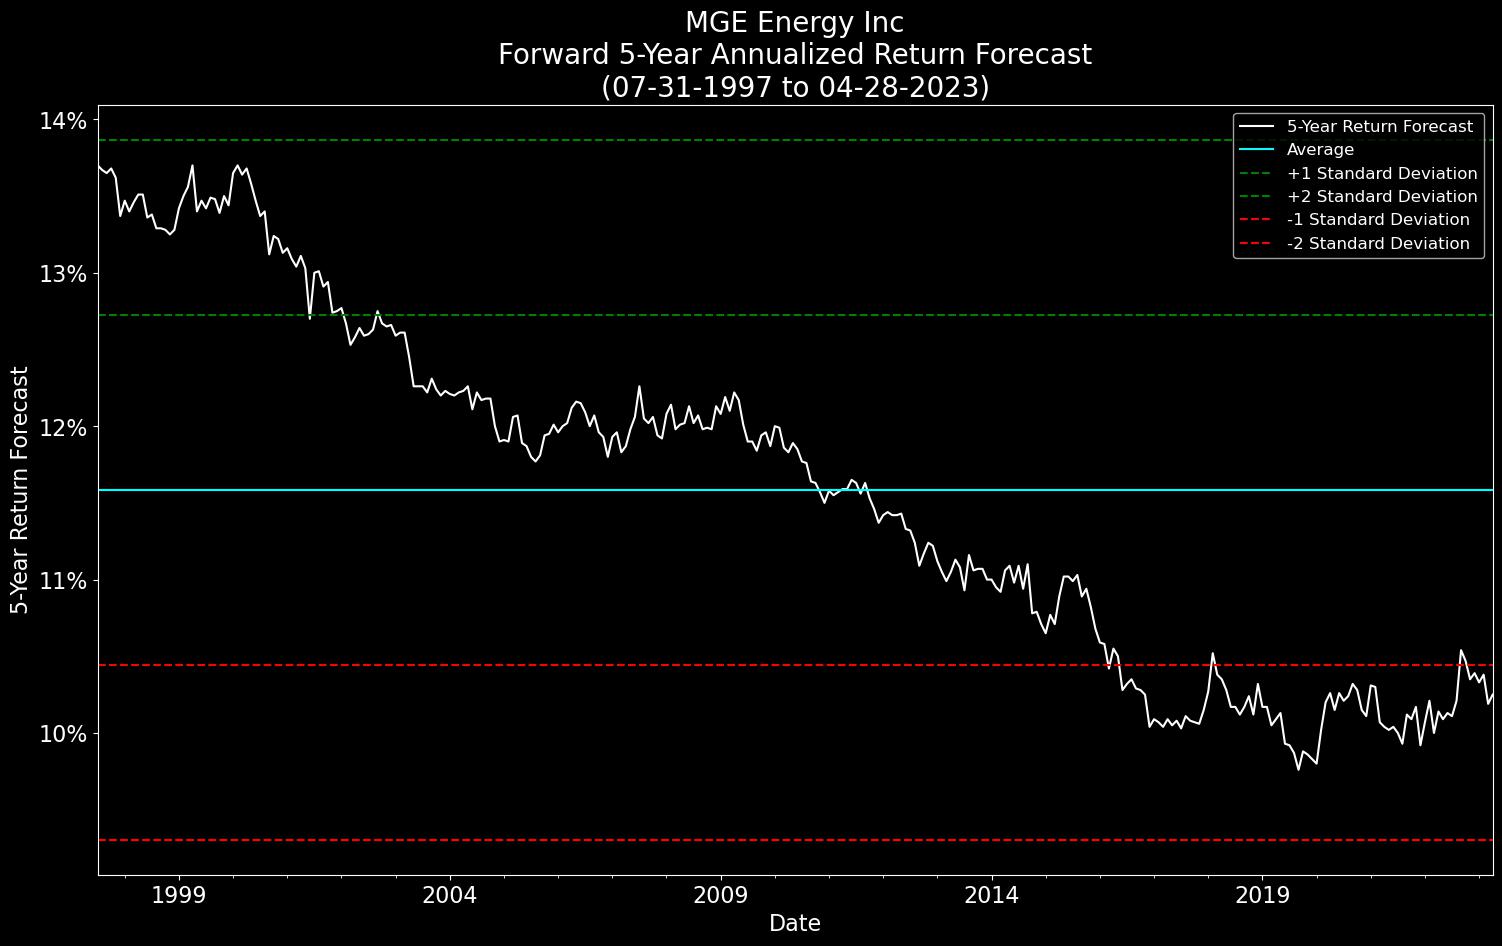 MGE Energy Inc
Forward 5-Year Annualized Return Forecast
(07-31-1997 to 04-28-2023)
14%
13%
12%
11%
10%
5-Year Return Forecast
5-Year Return Forecast
Average
+1 Standard Deviation
+2 Standard Deviation
-1 Standard Deviation
-2 Standard Deviation
1999 2004 2009 2014 2019
Date